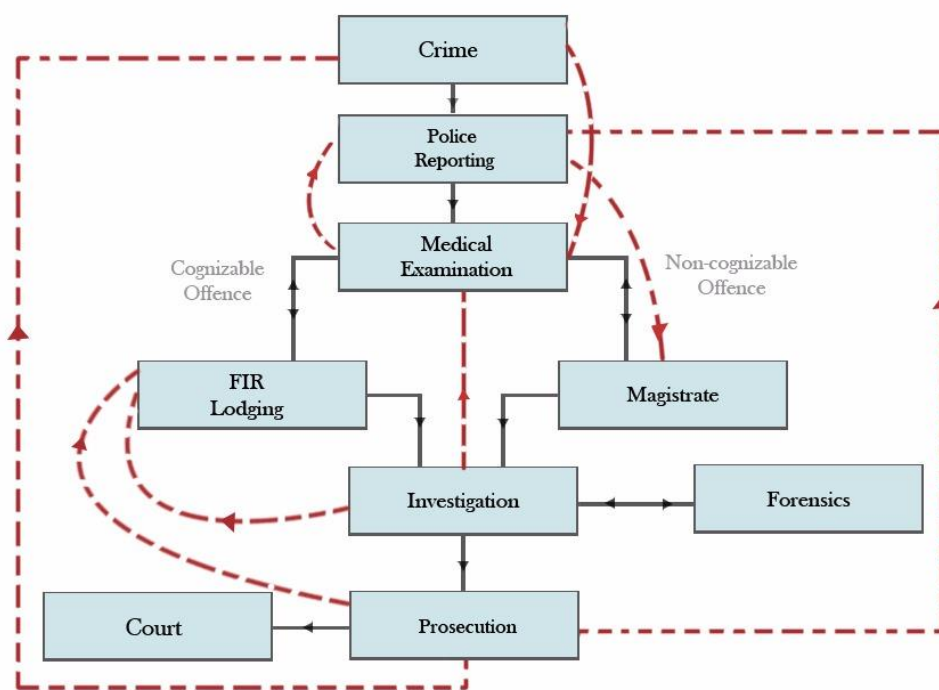 Crime
Police
Reporting
Medical
Examination
Cognizable
Offence
Non-cognizable
Offence
FIR
Lodging
Magistrate
Investigation
Forensics
Court
Prosecution